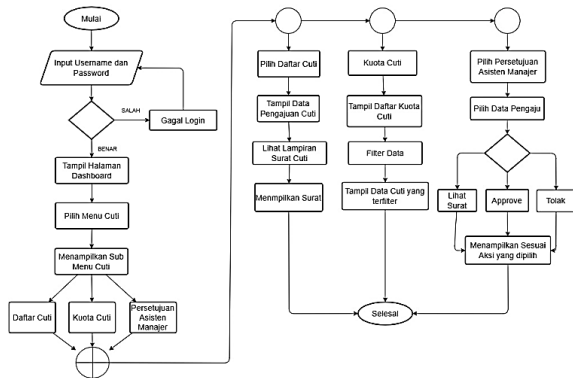 Mulai
Input Username dan
Password
SALAH
Gagal Login
BENAR
Tampil Halaman
Dashboard
Pilih Menu Cuti
Menampilkan Sub
Menu Cuti
Daftar Cuti
Kuota Cuti
Persetujuan
Asisten
Manajer
Pilih Daftar Cuti
Tampil Data
Pengajuan Cuti
Lihat Lampiran
Surat Cuti
Menmpilkan Surat
Kuota Cuti
Tampil Daftar Kuota
Cuti
Filter Data
Tampil Data Cuti yang
terfilter
Pilih Persetujuan
Asisten Manajer
Pilih Data Pengaju
Lihat
Surat
Approve
Tolak
Menampilkan Sesuai
Aksi yang dipilih
Selesai